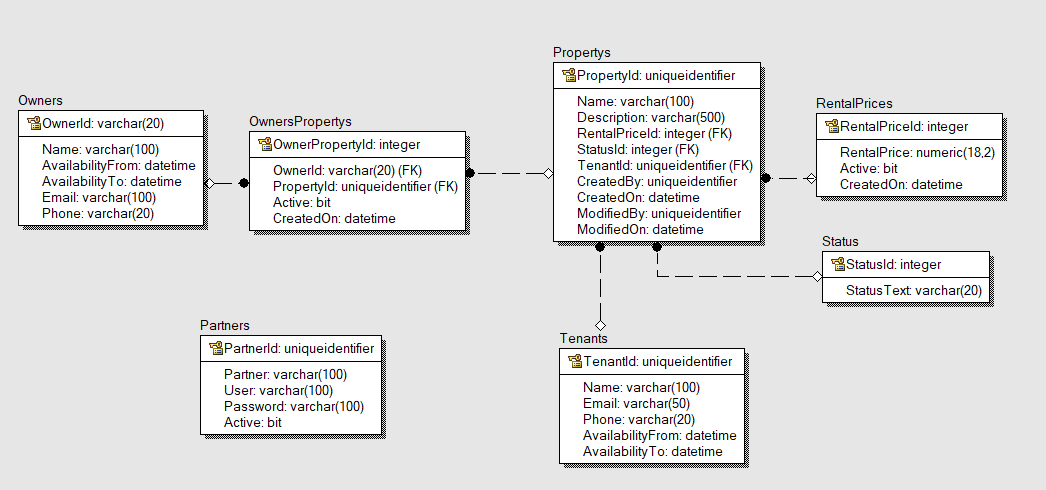 Propertys
PropertyId: uniqueidentifier
Name: varchar(100)
Description: varchar(500)
RentalPriceId: integer (FK)
StatusId: integer (FK)
TenantId: uniqueidentifier (FK)
CreatedBy: uniqueidentifier
CreatedOn: datetime
ModifiedBy: uniqueidentifier
ModifiedOn: datetime
Owners
OwnerId: varchar(20)
Name: varchar(100)
AvailabilityFrom: datetime
AvailabilityTo: datetime
Email: varchar(100)
Phone: varchar(20)
OwnersPropertys
OwnerPropertyId: integer
OwnerId: varchar(20) (FK)
PropertyId: uniqueidentifier (FK)
Active: bit
CreatedOn: datetime
RentalPrices
RentalPriceId: integer
RentalPrice: numeric(18,2)
Active: bit
CreatedOn: datetime
Status
StatusId: integer
StatusText: varchar(20)
Partners
PartnerId: uniqueidentifier
Partner: varchar(100)
User: varchar(100)
Password: varchar(100)
Active: bit
Tenants
TenantId: uniqueidentifier
Name: varchar(100)
Email: varchar(50)
Phone: varchar(20)
AvailabilityFrom: datetime
AvailabilityTo: datetime